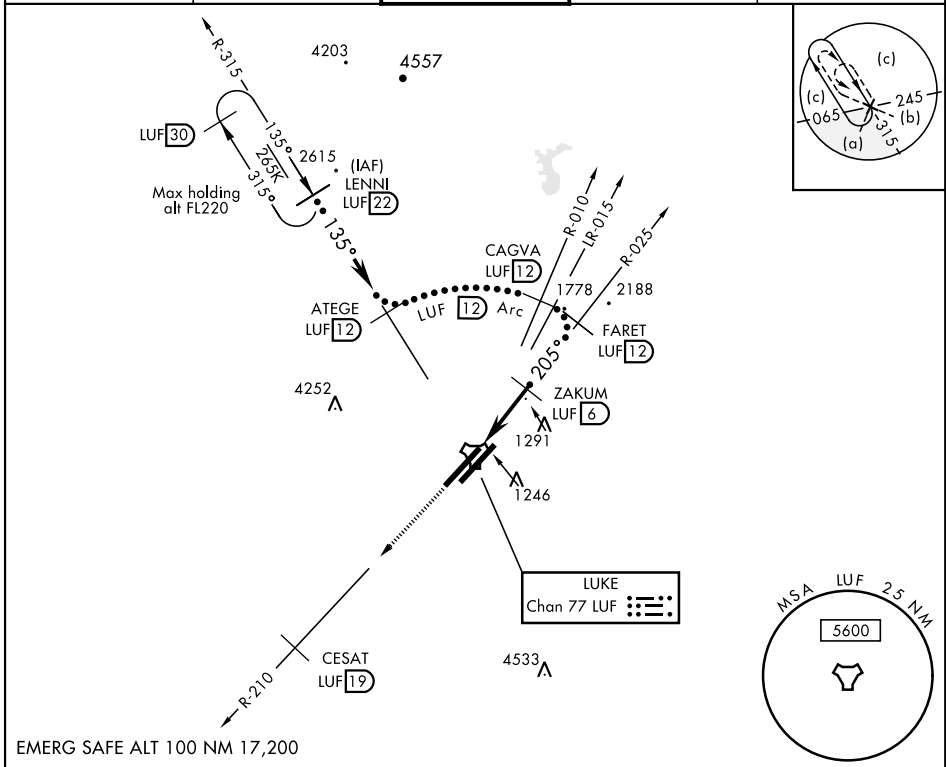 R-315
4203
4557
LUF 30
135°
265K
315°
2615
(IAF)
LENNI
LUF 22
Max holding
alt FL220
135°
(c)
(c)
245
065
(b)
(a)
315
R-010
LR-015
R-025
CAGVA
LUF 12
1778
2188
ATEGE
LUF 12
LUF 12 Arc
FARET
LUF 12
205°
4252
ZAKUM
LUF 6
1291
1246
LUKE
Chan 77 LUF
MSA LUF 25 NM
5600
CESAT
LUF 19
4533
R-210
EMERG SAFE ALT 100 NM 17,200